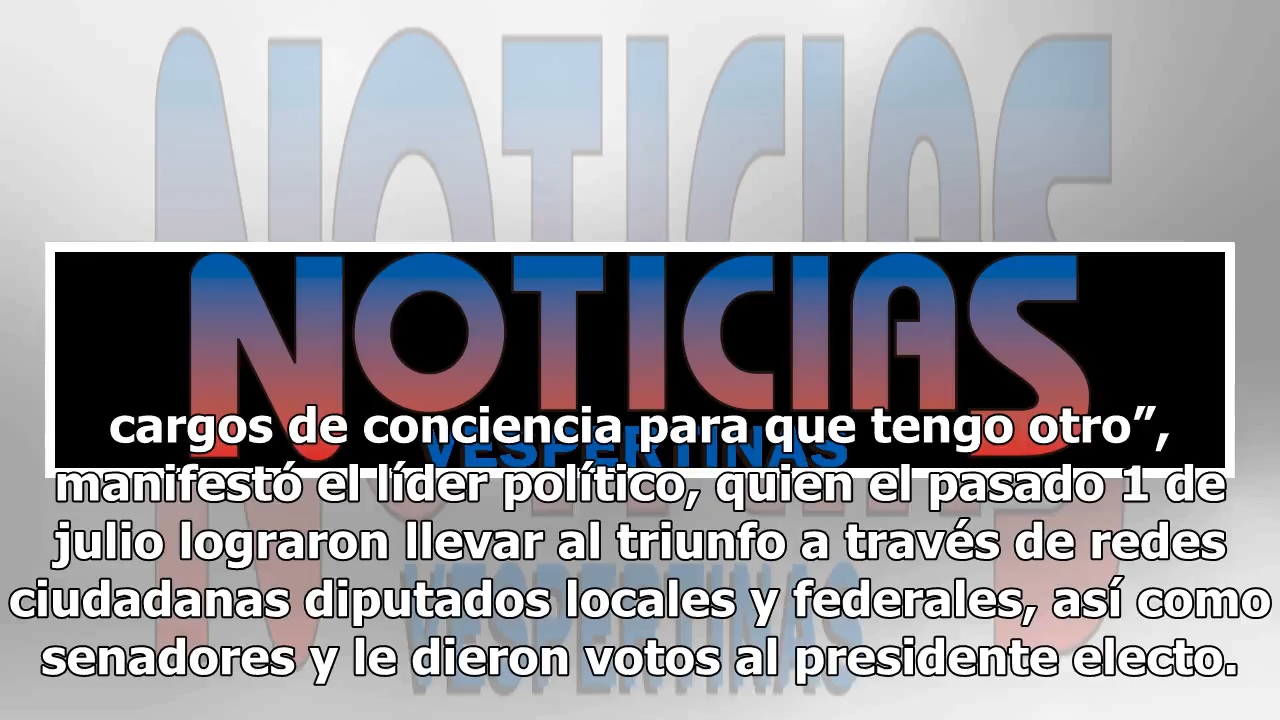 NOTICIAS
VESPERTINAS
NOTICIAS
VESPERTINAS
cargos de conciencia para que tengo otro”,
manifestó el líder político, quien el pasado 1 de
julio lograron llevar al triunfo a través de redes
ciudadanas diputados locales y federales, así como
senadores y le dieron votos al presidente electo.